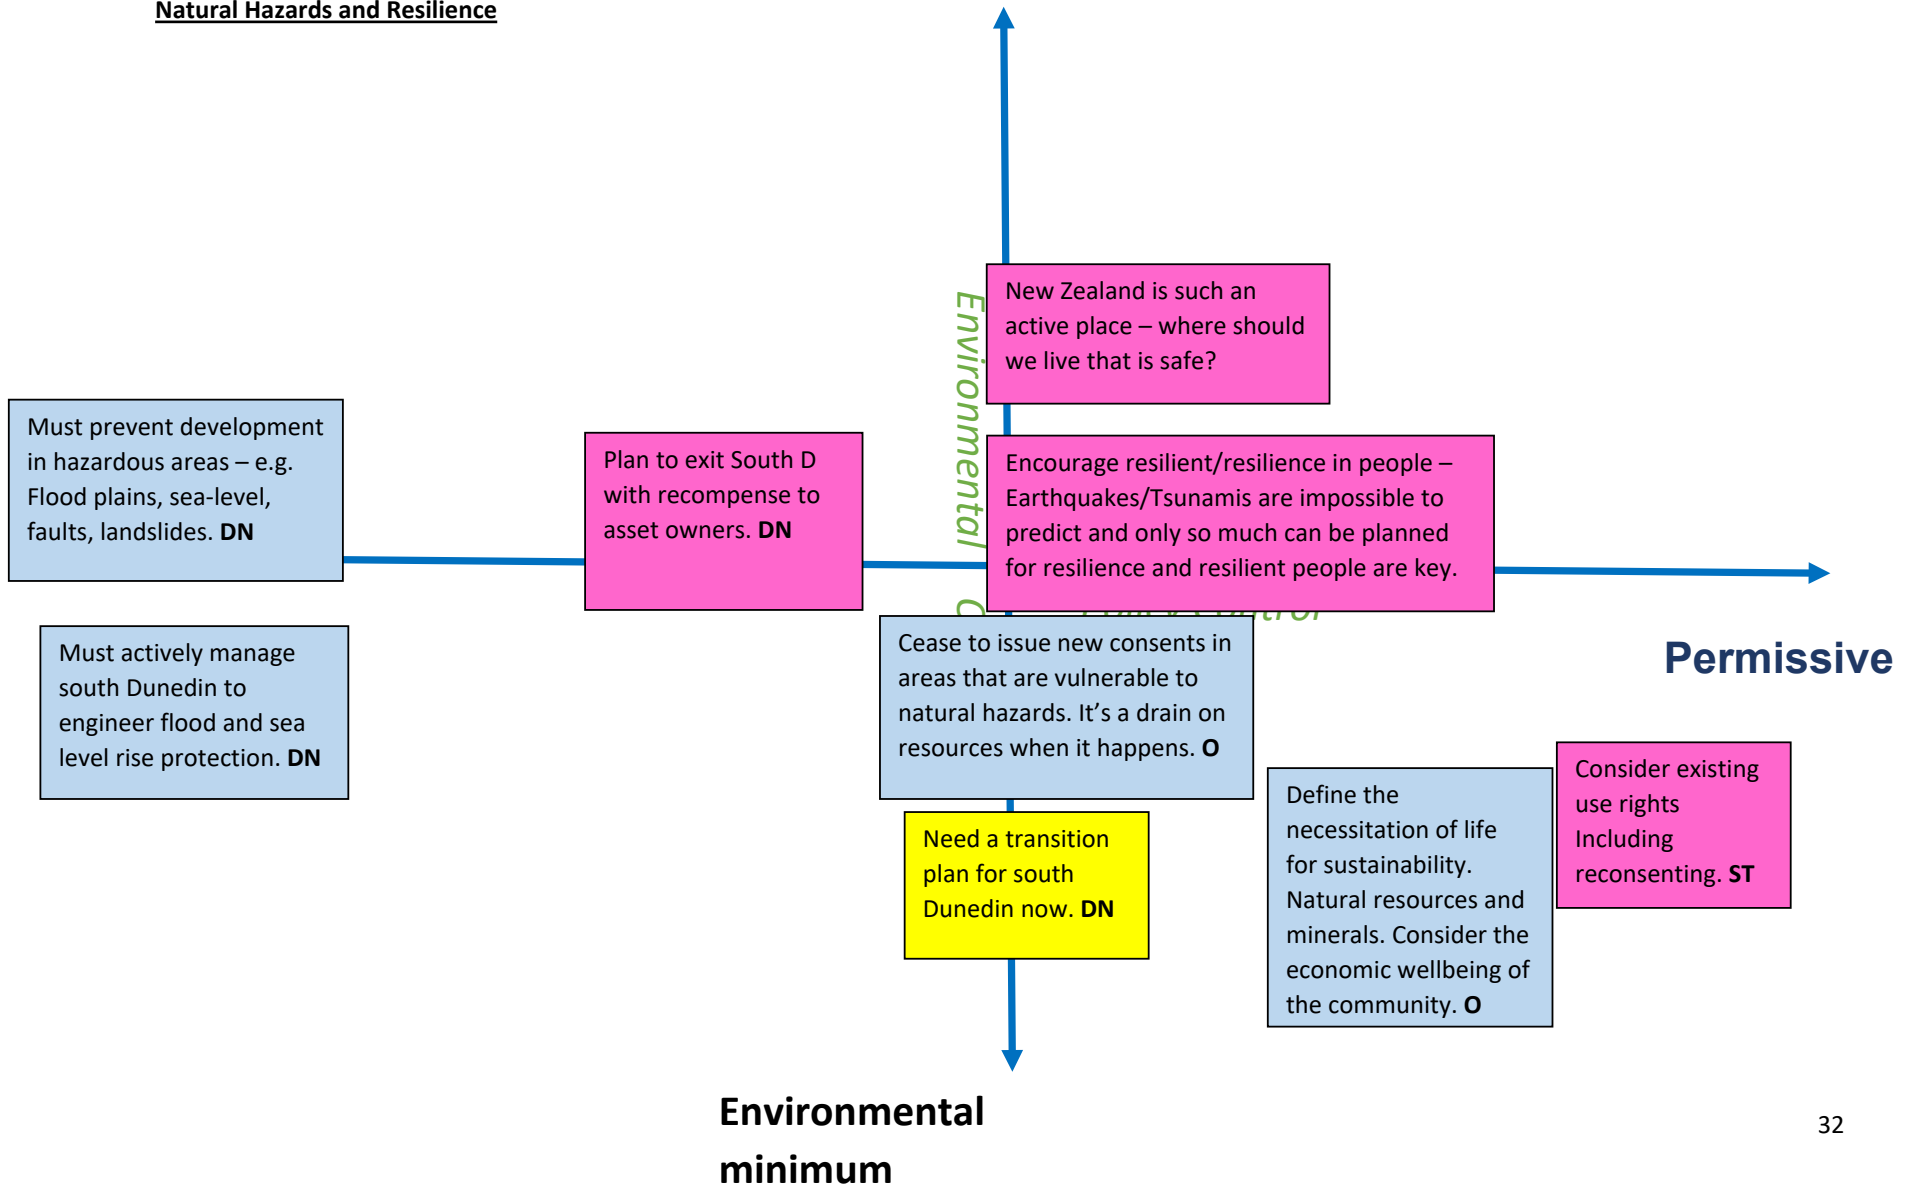 Natural Hazards and Resilience
New Zealand is such an
active place – where should
we live that is safe?
Environmental
Must prevent development
in hazardous areas – e.g.
Flood plains, sea-level,
faults, landslides. DN
Plan to exit South D
with recompense to
asset owners. DN
Encourage resilient/resilience in people –
Earthquakes/Tsunamis are impossible to
predict and only so much can be planned
for resilience and resilient people are key.
Must actively manage
south Dunedin to
engineer flood and sea
level rise protection. DN
Cease to issue new consents in
areas that are vulnerable to
natural hazards. It’s a drain on
resources when it happens. O
Permissive
Need a transition
plan for south
Dunedin now. DN
Define the
necessitation of life
for sustainability.
Natural resources and
minerals. Consider the
economic wellbeing of
the community. O
Consider existing
use rights
Including
reconsenting. ST
Environmental
minimum
32